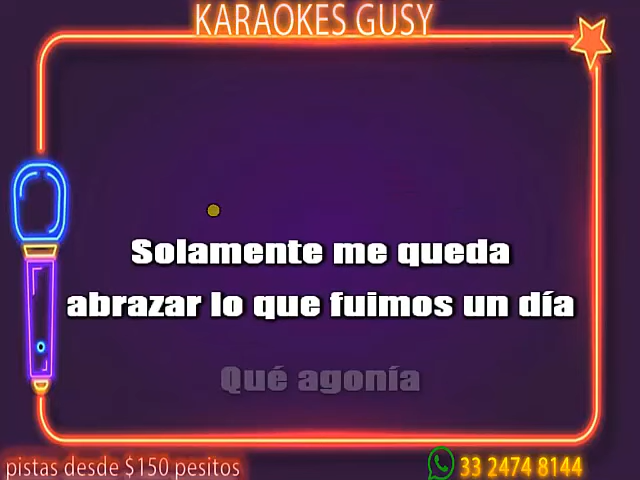 KARAOKES GUSY
Solamente me queda
abrazar lo que fuimos un día
Qué agonía
pistas desde $150 pesitos
33 2474 8144